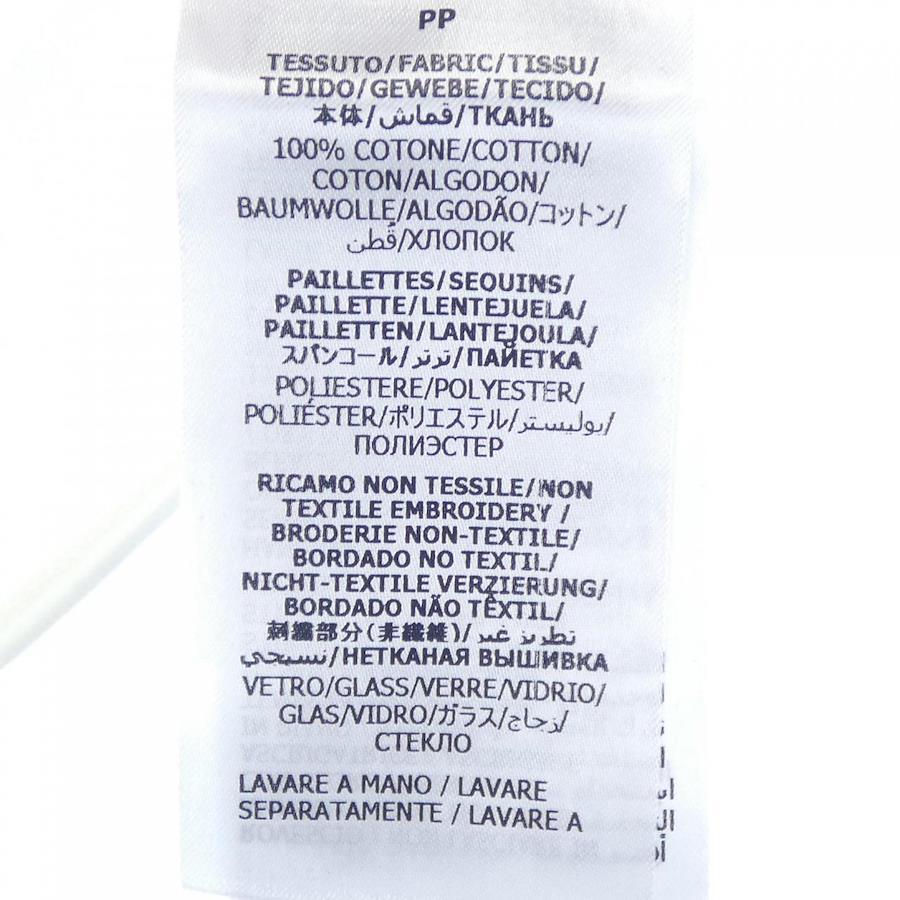 PP
TESSUTO/FABRIC/TISSU/
TEJIDO/GEWEBE/TECIDO/
本体/قماش/ТКАНЬ
100% COTONE/COTTON/
COTON/ALGODON/
BAUMWOLLE/ALGODÃO/コットン/
قُطن/ХЛОПОК
PAILLETTES/SEQUINS/
PAILLETTE/LENTEJUELA/
PAILLETTEN/LANTEJOULA/
スパンコール/ترتر/ПАЙЕТКА
POLIESTERE/POLYESTER/
POLIÉSTER/ポリエステル/بوليستر/
ПОЛИЭСТЕР
RICAMO NON TESSILE/NON
TEXTILE EMBROIDERY /
BRODERIE NON-TEXTILE/
BORDADO NO TEXTIL/
NICHT-TEXTILE VERZIERUNG/
BORDADO NÃO TÊXTIL/
刺繍部分(非繊維)/تطريز غير
نسيجي/НЕТКАНАЯ ВЫШИВКА
VETRO/GLASS/VERRE/VIDRIO/
GLAS/VIDRO/ガラス/زجاج/
СТЕКЛО
LAVARE A MANO / LAVARE
SEPARATAMENTE / LAVARE A